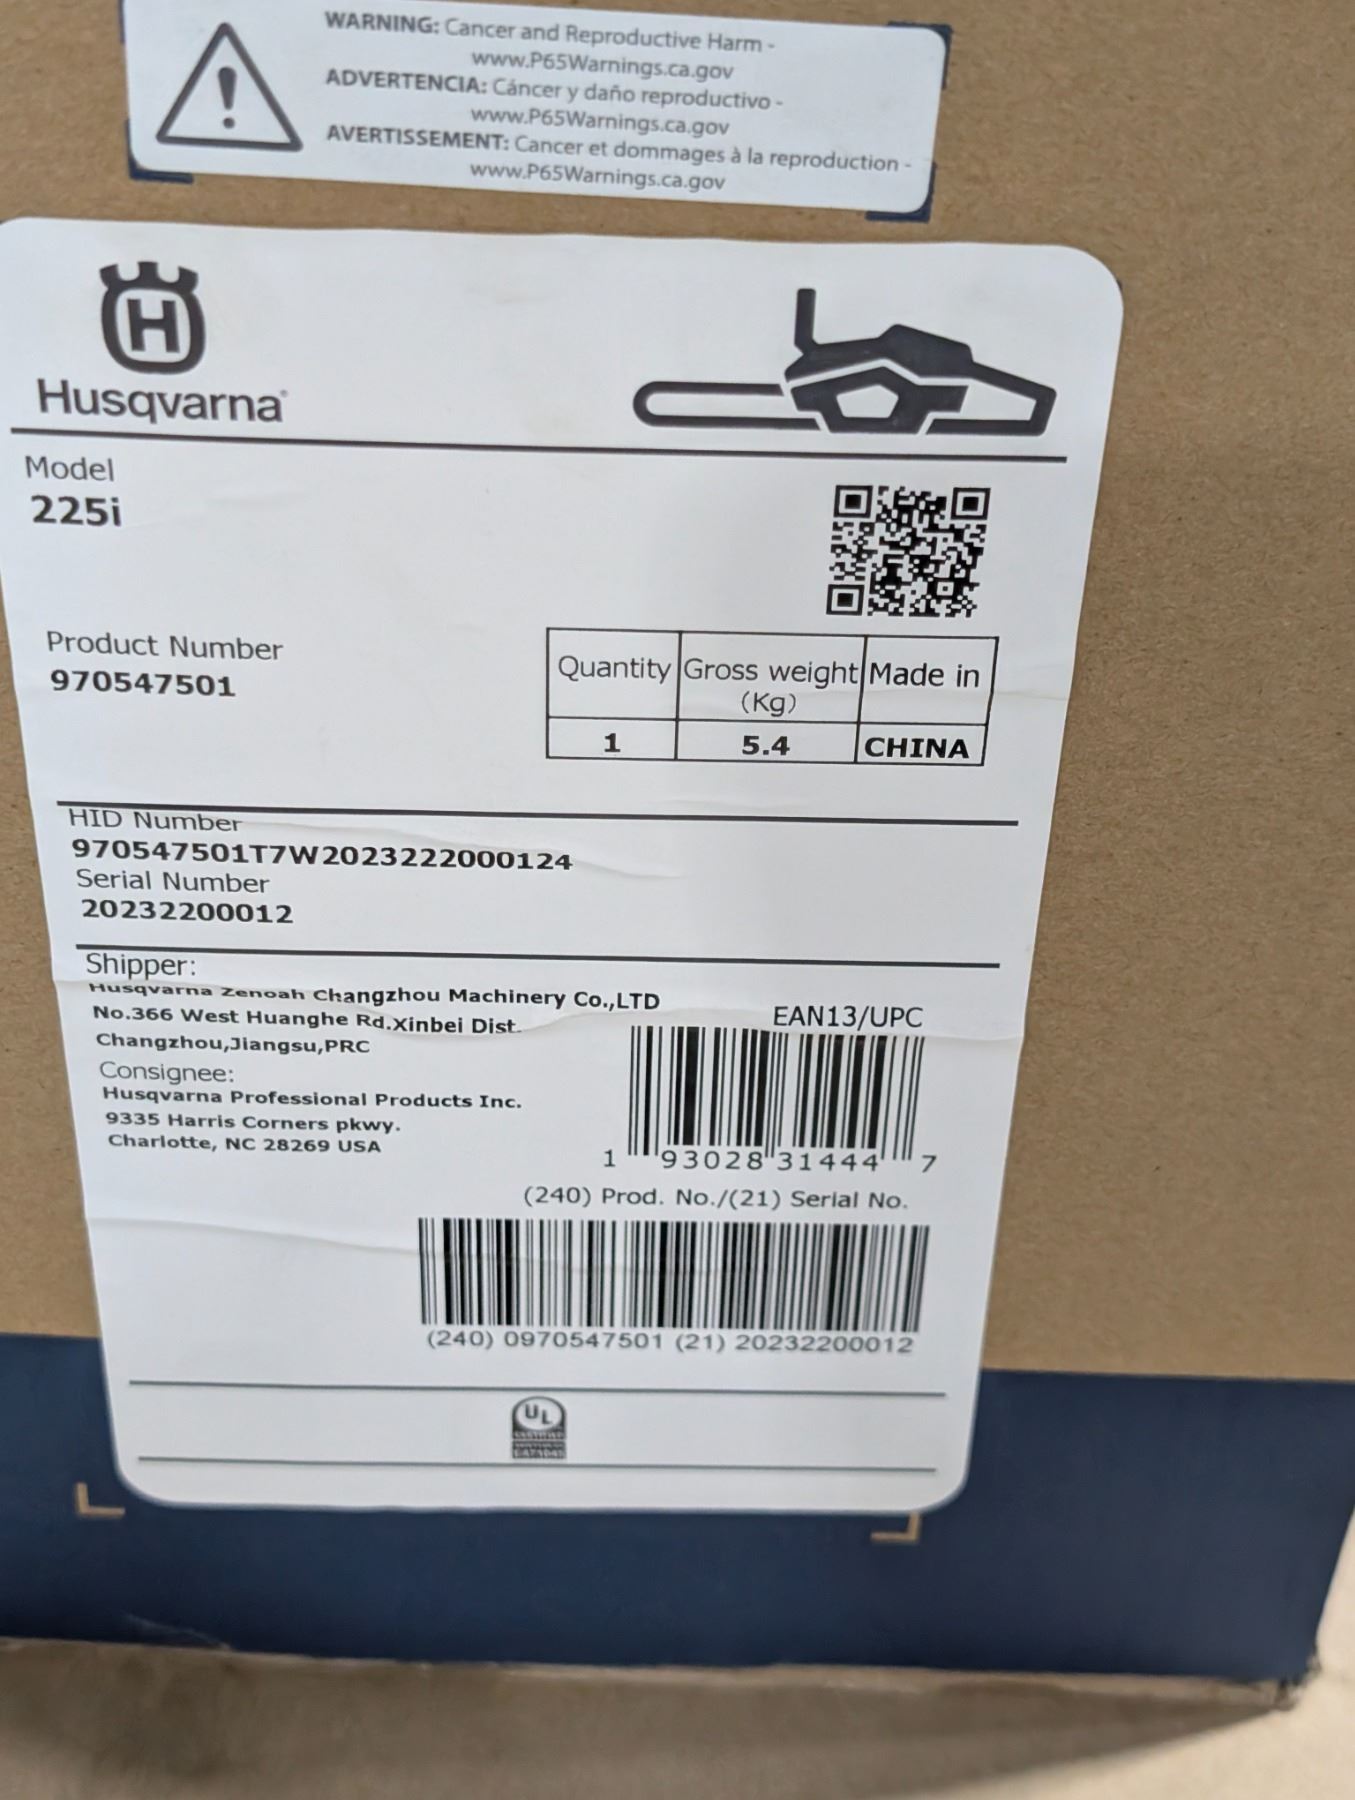 WARNING: Cancer and Reproductive Harm -
www.P65Warnings.ca.gov
ADVERTENCIA: Cáncer y daño reproductivo -
www.P65Warnings.ca.gov
AVERTISSEMENT: Cancer et dommages à la reproduction -
www.P65Warnings.ca.gov
H
Husqvarna
Model
225i
Product Number
970547501
Quantity Gross weight (Kg) Made in
1 5.4 CHINA
HID Number
970547501T7W2023222000124
Serial Number
20232200012
Shipper:
Husqvarna Zenoah Changzhou Machinery Co.,LTD
No.366 West Huanghe Rd.Xinbei Dist.
Changzhou,Jiangsu,PRC
Consignee:
Husqvarna Professional Products Inc.
9335 Harris Corners pkwy.
Charlotte, NC 28269 USA
EAN13/UPC
1 93028 31444 7
(240) Prod. No./(21) Serial No.
(240) 0970547501 (21) 20232200012
UL